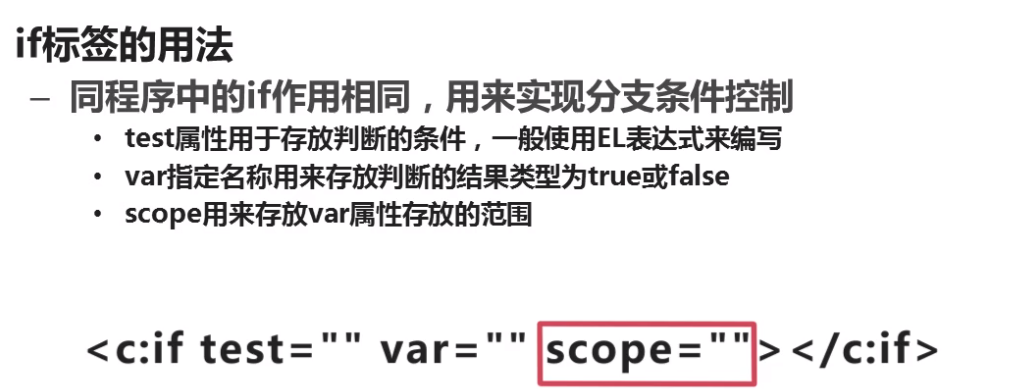 if标签的用法
– 同程序中的if作用相同，用来实现分支条件控制
• test属性用于存放判断的条件，一般使用EL表达式来编写
• var指定名称用来存放判断的结果类型为true或false
• scope用来存放var属性存放的范围
<c:if test="" var="" scope=""></c:if>